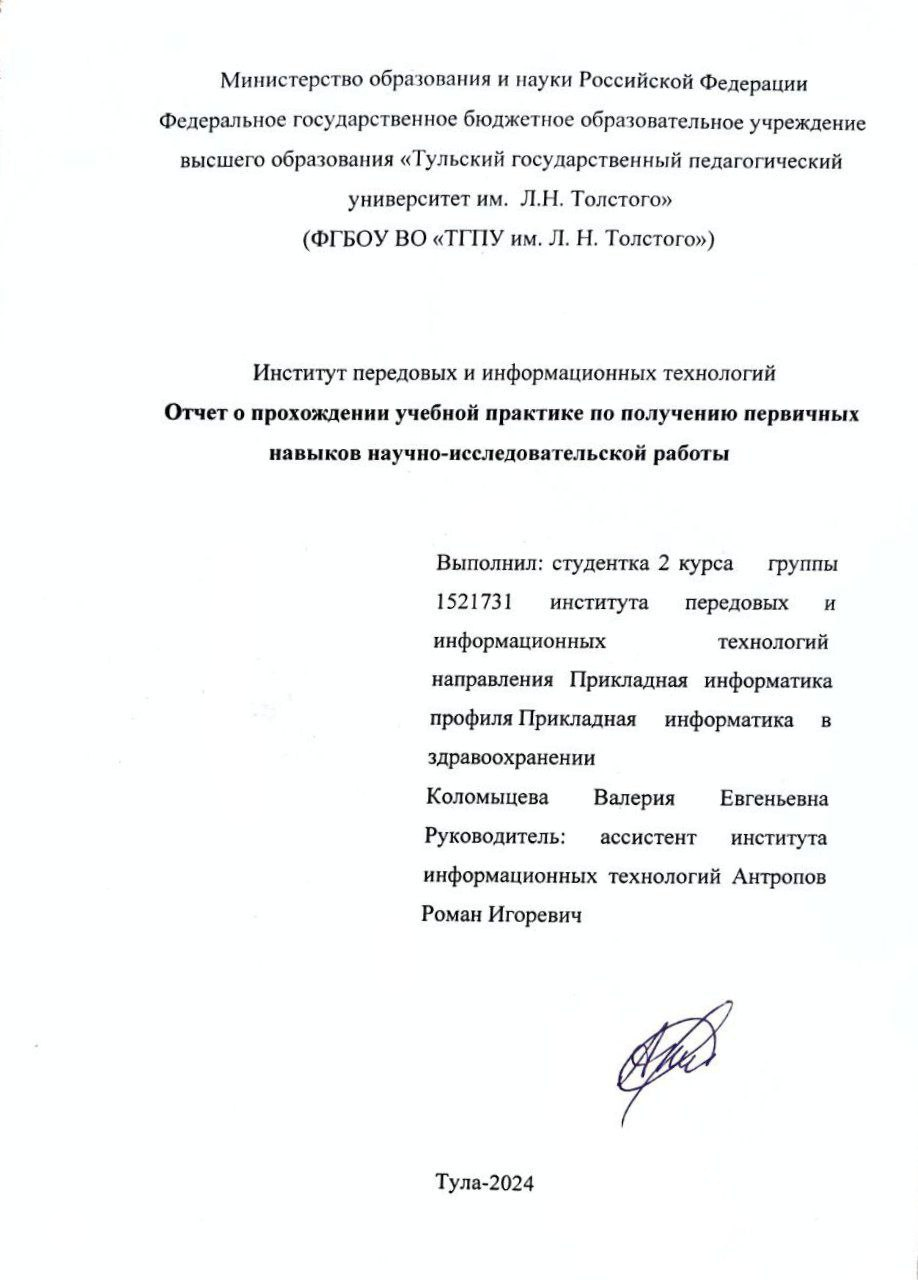 Министерство образования и науки Российской Федерации
Федеральное государственное бюджетное образовательное учреждение
высшего образования «Тульский государственный педагогический
университет им. Л.Н. Толстого»
(ФГБОУ ВО «ТГПУ им. Л. Н. Толстого»)
Институт передовых и информационных технологий
Отчет о прохождении учебной практике по получению первичных
навыков научно-исследовательской работы
Выполнил: студентка 2 курса группы
1521731 института передовых и
информационных технологий
направления Прикладная информатика
профиля Прикладная информатика в
здравоохранении
Коломыцева Валерия Евгеньевна
Руководитель: ассистент института
информационных технологий Антропов
Роман Игоревич
Тула-2024